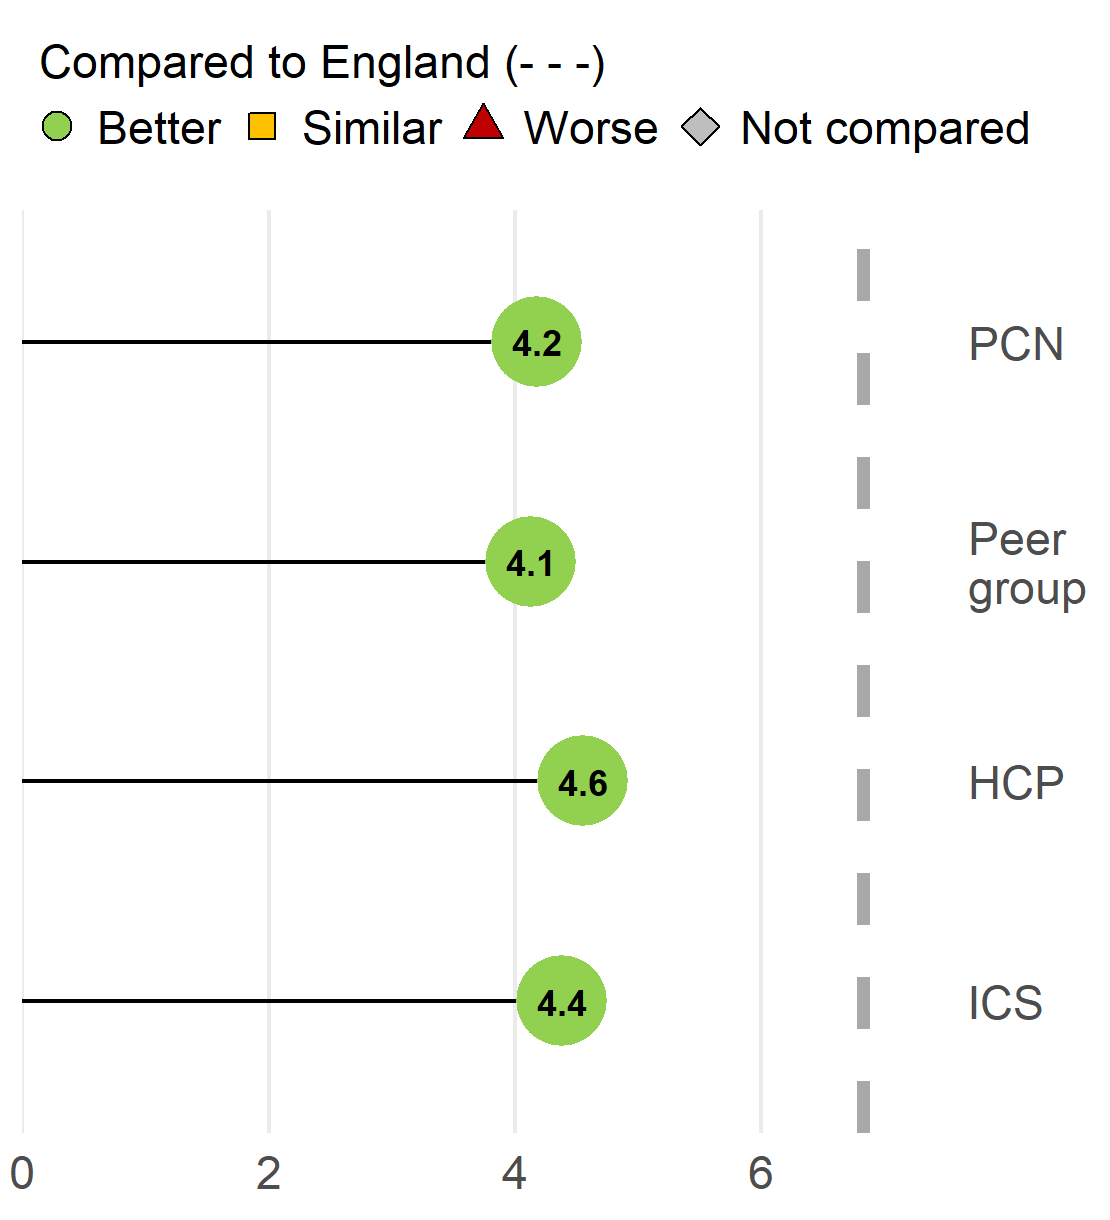 Compared to England (- - -)
Better Similar Worse Not compared
4.2 PCN
4.1 Peer
group
4.6 HCP
4.4 ICS
0 2 4 6